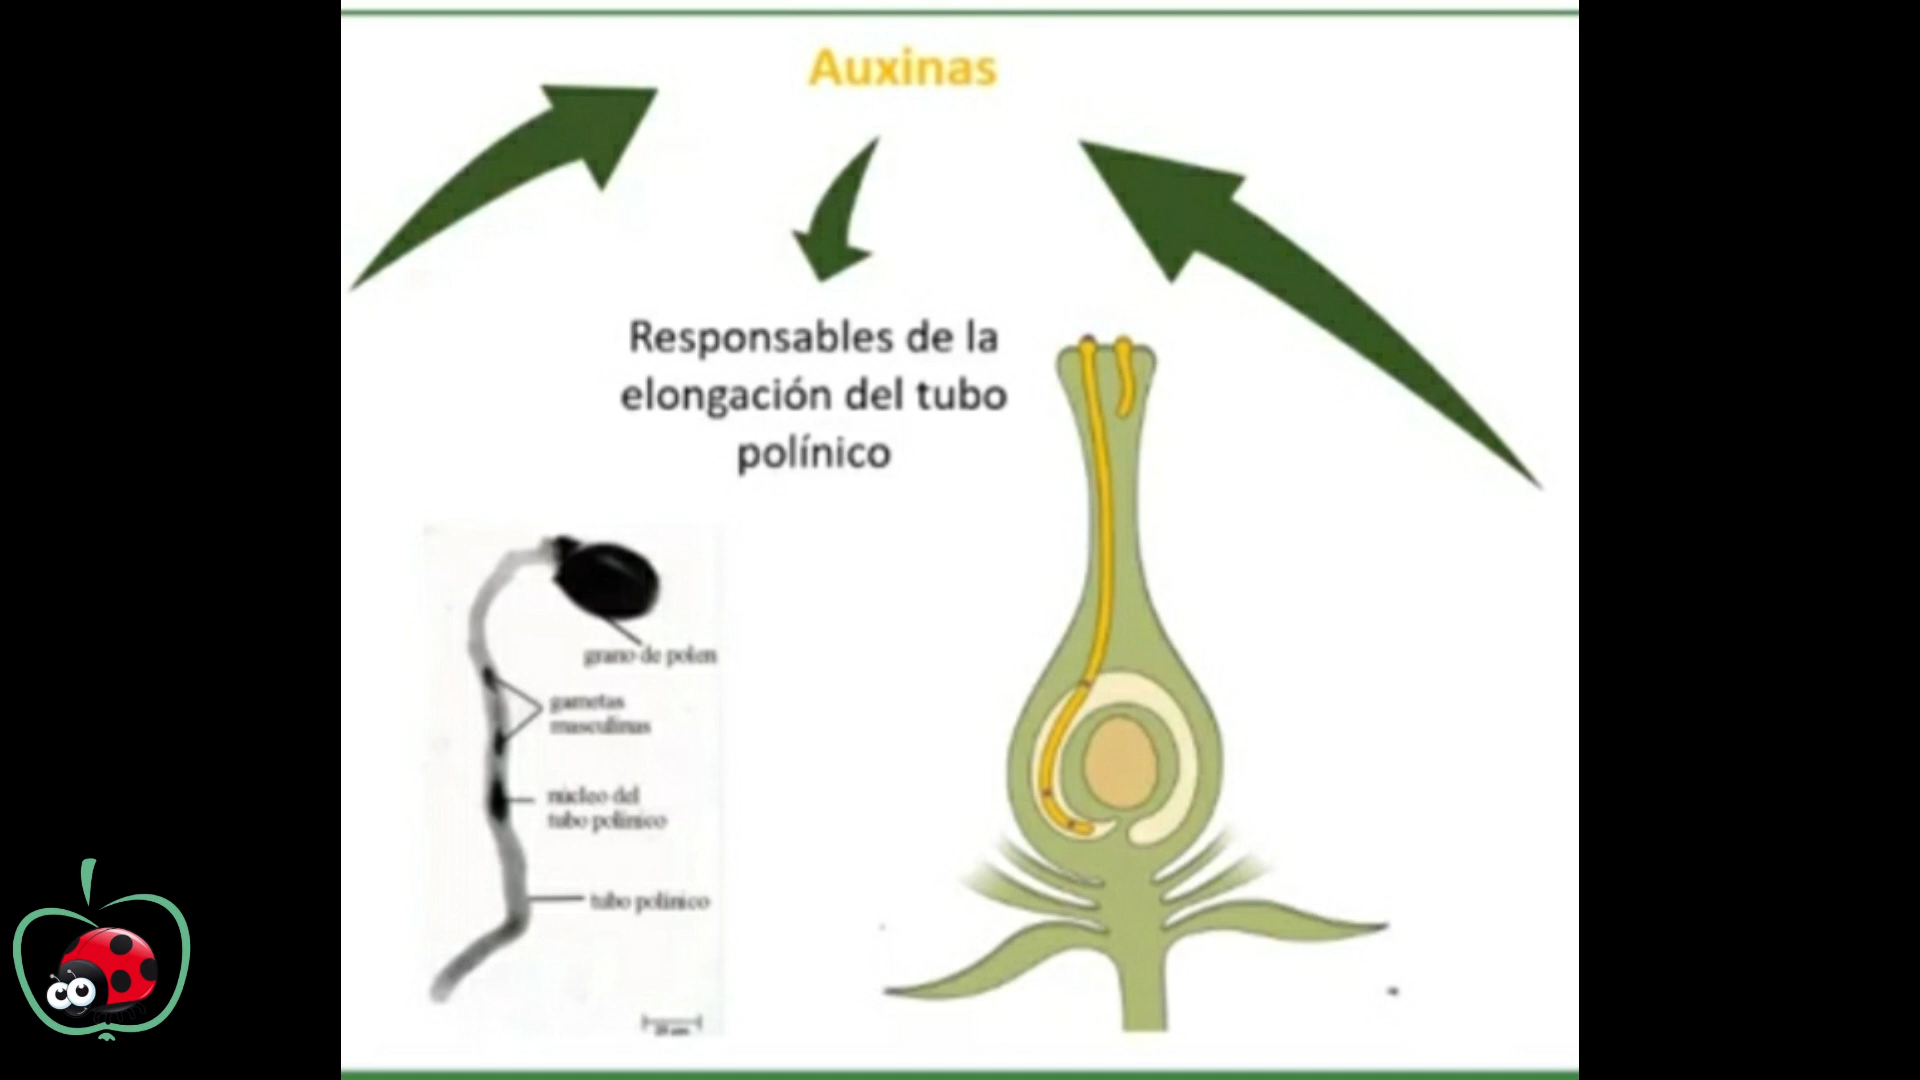 Auxinas
Responsables de la
elongación del tubo
polínico
grano de polen
gametas
masculinas
núcleo del
tubo polínico
tubo polínico